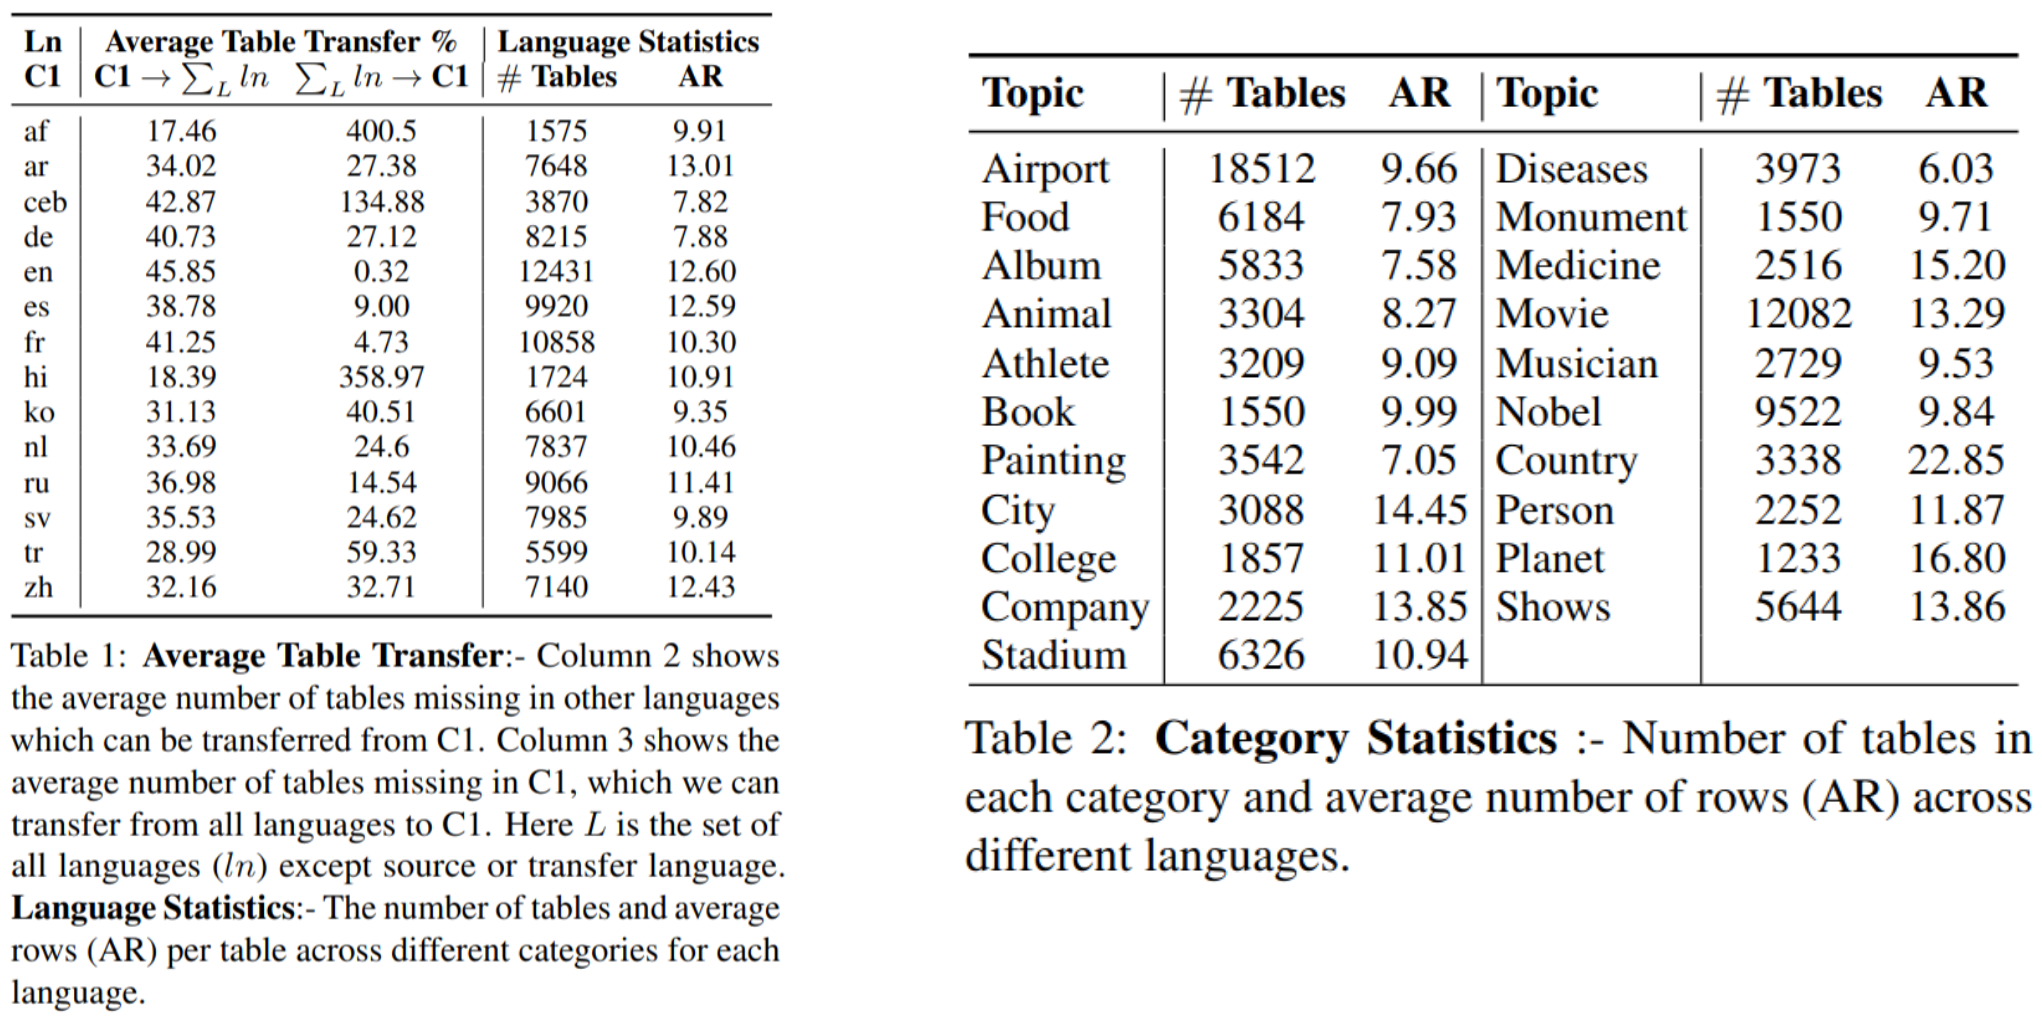 Ln Average Table Transfer % Language Statistics
C1 C1 → ∑L ln ∑L ln → C1 # Tables AR
af 17.46 400.5 1575 9.91
ar 34.02 27.38 7648 13.01
ceb 42.87 134.88 3870 7.82
de 40.73 27.12 8215 7.88
en 45.85 0.32 12431 12.60
es 38.78 9.00 9920 12.59
fr 41.25 4.73 10858 10.30
hi 18.39 358.97 1724 10.91
ko 31.13 40.51 6601 9.35
nl 33.69 24.6 7837 10.46
ru 36.98 14.54 9066 11.41
sv 35.53 24.62 7985 9.89
tr 28.99 59.33 5599 10.14
zh 32.16 32.71 7140 12.43
Table 1: Average Table Transfer:- Column 2 shows
the average number of tables missing in other languages
which can be transferred from C1. Column 3 shows the
average number of tables missing in C1, which we can
transfer from all languages to C1. Here L is the set of
all languages (ln) except source or transfer language.
Language Statistics:- The number of tables and average
rows (AR) per table across different categories for each
language.
Topic # Tables AR Topic # Tables AR
Airport 18512 9.66 Diseases 3973 6.03
Food 6184 7.93 Monument 1550 9.71
Album 5833 7.58 Medicine 2516 15.20
Animal 3304 8.27 Movie 12082 13.29
Athlete 3209 9.09 Musician 2729 9.53
Book 1550 9.99 Nobel 9522 9.84
Painting 3542 7.05 Country 3338 22.85
City 3088 14.45 Person 2252 11.87
College 1857 11.01 Planet 1233 16.80
Company 2225 13.85 Shows 5644 13.86
Stadium 6326 10.94
Table 2: Category Statistics :- Number of tables in
each category and average number of rows (AR) across
different languages.